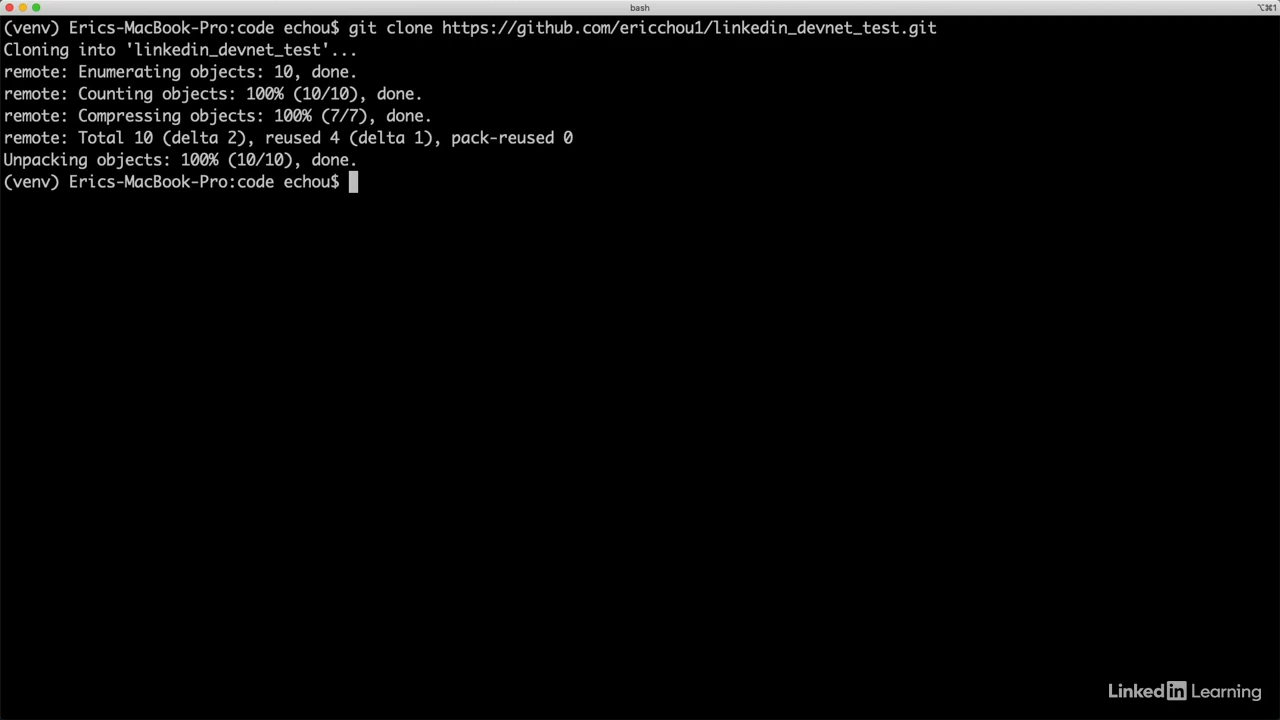 bash
⌥⌘1
(venv) Erics-MacBook-Pro:code echou$ git clone https://github.com/ericchou1/linkedin_devnet_test.git
Cloning into 'linkedin_devnet_test'...
remote: Enumerating objects: 10, done.
remote: Counting objects: 100% (10/10), done.
remote: Compressing objects: 100% (7/7), done.
remote: Total 10 (delta 2), reused 4 (delta 1), pack-reused 0
Unpacking objects: 100% (10/10), done.
(venv) Erics-MacBook-Pro:code echou$
LinkedIn Learning